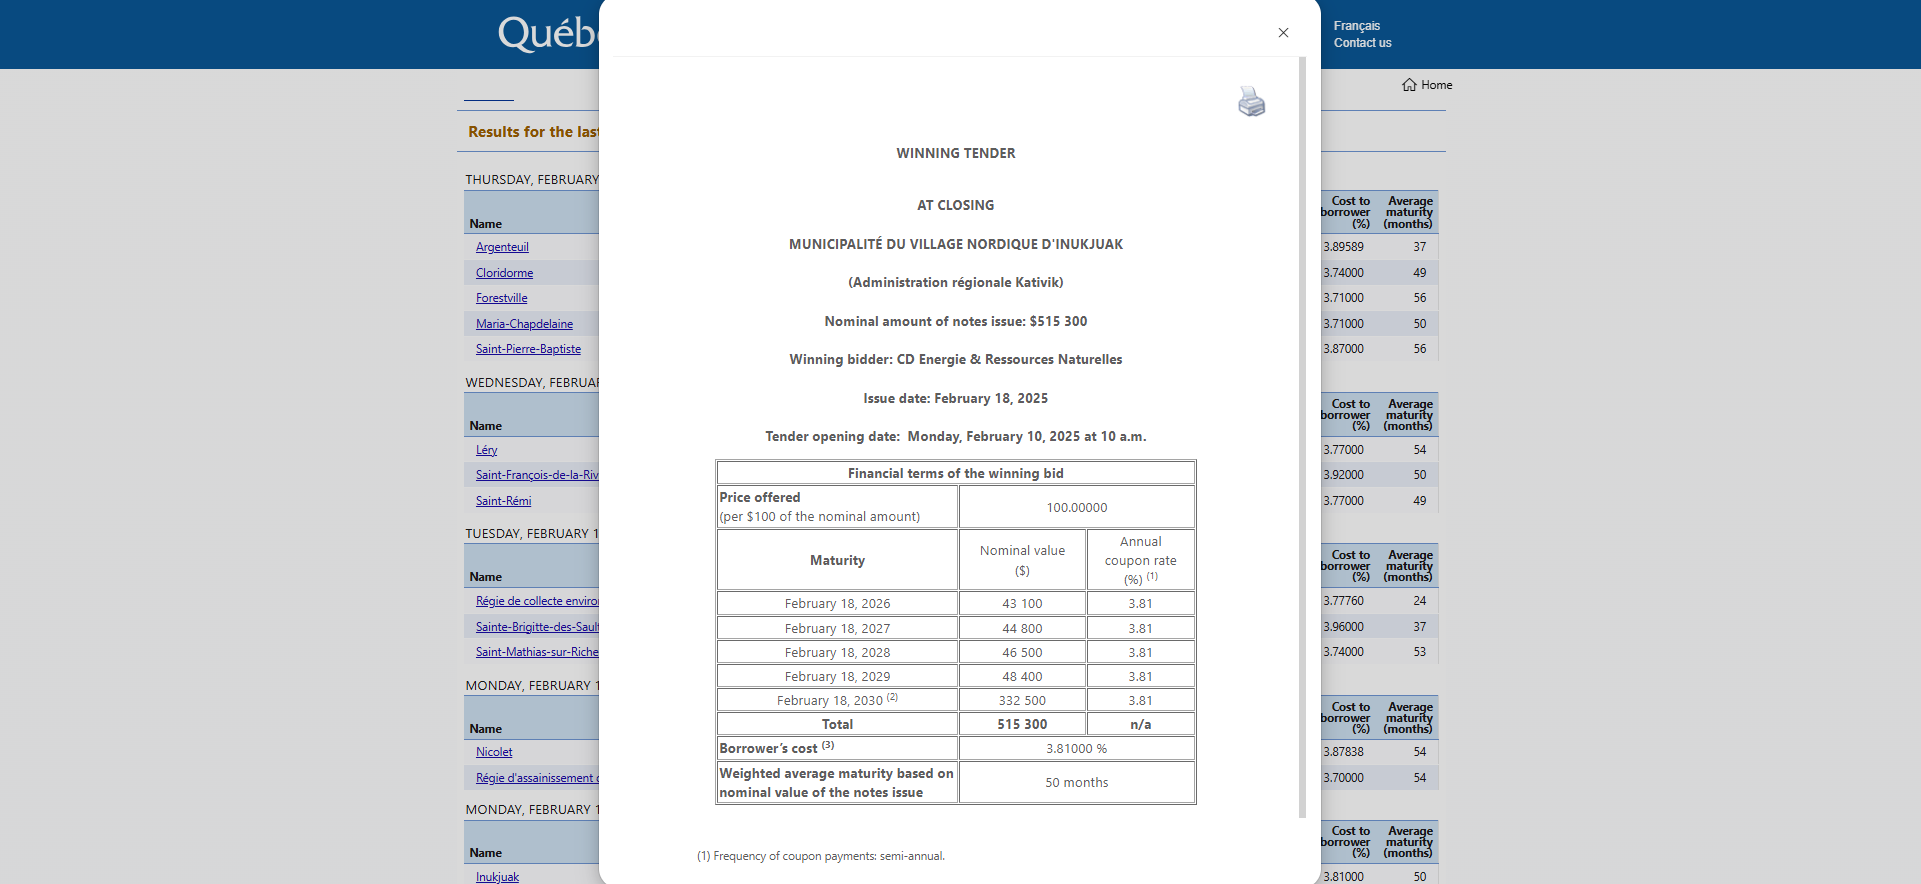 Québ
Français
Contact us
Home
Results for the las
THURSDAY, FEBRUARY
Name
Cost to borrower (%)
Average maturity (months)
Argenteuil 3.89589 37
Cloridorme 3.74000 49
Forestville 3.71000 56
Maria-Chapdelaine 3.71000 50
Saint-Pierre-Baptiste 3.87000 56
WEDNESDAY, FEBRUA
Name
Cost to borrower (%)
Average maturity (months)
Léry 3.77000 54
Saint-François-de-la-Riv 3.92000 50
Saint-Rémi 3.77000 49
TUESDAY, FEBRUARY 1
Name
Cost to borrower (%)
Average maturity (months)
Régie de collecte enviro 3.77760 24
Sainte-Brigitte-des-Saul 3.96000 37
Saint-Mathias-sur-Riche 3.74000 53
MONDAY, FEBRUARY 1
Name
Cost to borrower (%)
Average maturity (months)
Nicolet 3.87838 54
Régie d'assainissement 3.70000 54
MONDAY, FEBRUARY 1
Name
Cost to borrower (%)
Average maturity (months)
Inukjuak 3.81000 50
WINNING TENDER
AT CLOSING
MUNICIPALITÉ DU VILLAGE NORDIQUE D'INUKJUAK
(Administration régionale Kativik)
Nominal amount of notes issue: $515 300
Winning bidder: CD Energie & Ressources Naturelles
Issue date: February 18, 2025
Tender opening date: Monday, February 10, 2025 at 10 a.m.
Financial terms of the winning bid
Price offered
(per $100 of the nominal amount)
100.00000
Maturity
Nominal value
($)
Annual
coupon rate
(%) (1)
February 18, 2026 43 100 3.81
February 18, 2027 44 800 3.81
February 18, 2028 46 500 3.81
February 18, 2029 48 400 3.81
February 18, 2030 (2) 332 500 3.81
Total 515 300 n/a
Borrower’s cost (3) 3.81000 %
Weighted average maturity based on
nominal value of the notes issue
50 months
(1) Frequency of coupon payments: semi-annual.